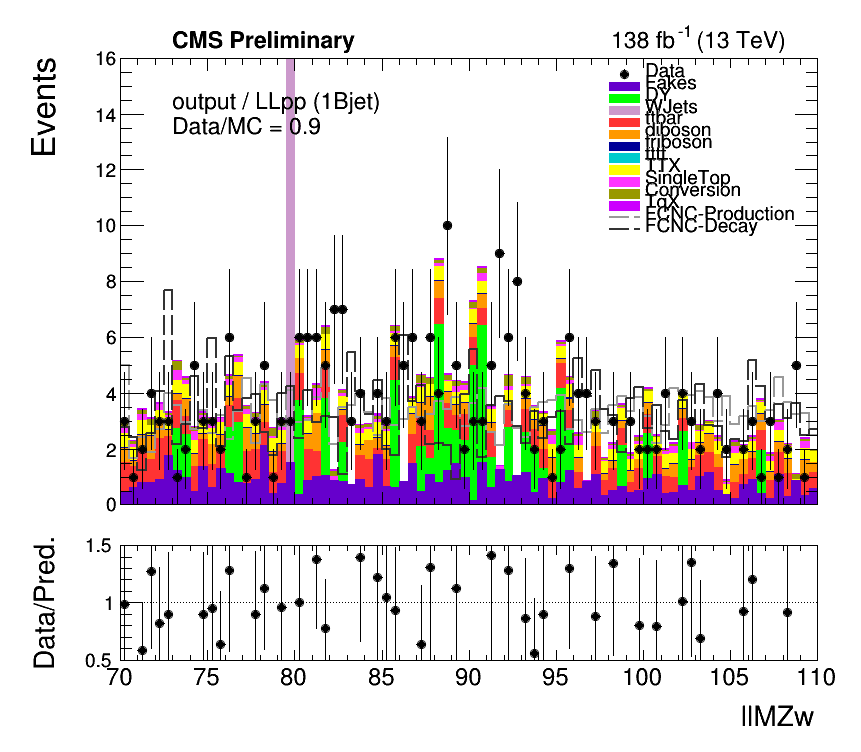 CMS Preliminary
138 fb-1 (13 TeV)
Events
16
14
12
10
8
6
4
2
0
output / LLpp (1Bjet)
Data/MC = 0.9
Data
Fakes
DY
WJets
ttbar
diboson
triboson
tttt
TTX
SingleTop
Conversion
TqX
FCNC-Production
FCNC-Decay
Data/Pred.
1.5
1
0.5
70 75 80 85 90 95 100 105 110
llMZw